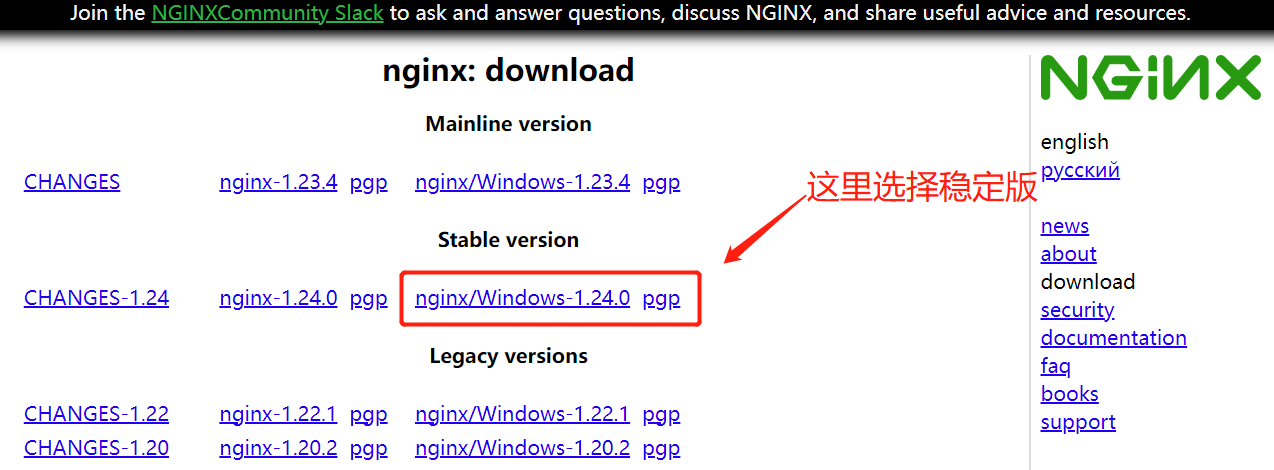 Join the NGINXCommunity Slack to ask and answer questions, discuss NGINX, and share useful advice and resources.
nginx: download
NGINX
Mainline version
english
CHANGES nginx-1.23.4 pgp nginx/Windows-1.23.4 pgp
这里选择稳定版
русский
Stable version
news
about
CHANGES-1.24 nginx-1.24.0 pgp nginx/Windows-1.24.0 pgp
download
security
documentation
Legacy versions
faq
books
CHANGES-1.22 nginx-1.22.1 pgp nginx/Windows-1.22.1 pgp
support
CHANGES-1.20 nginx-1.20.2 pgp nginx/Windows-1.20.2 pgp